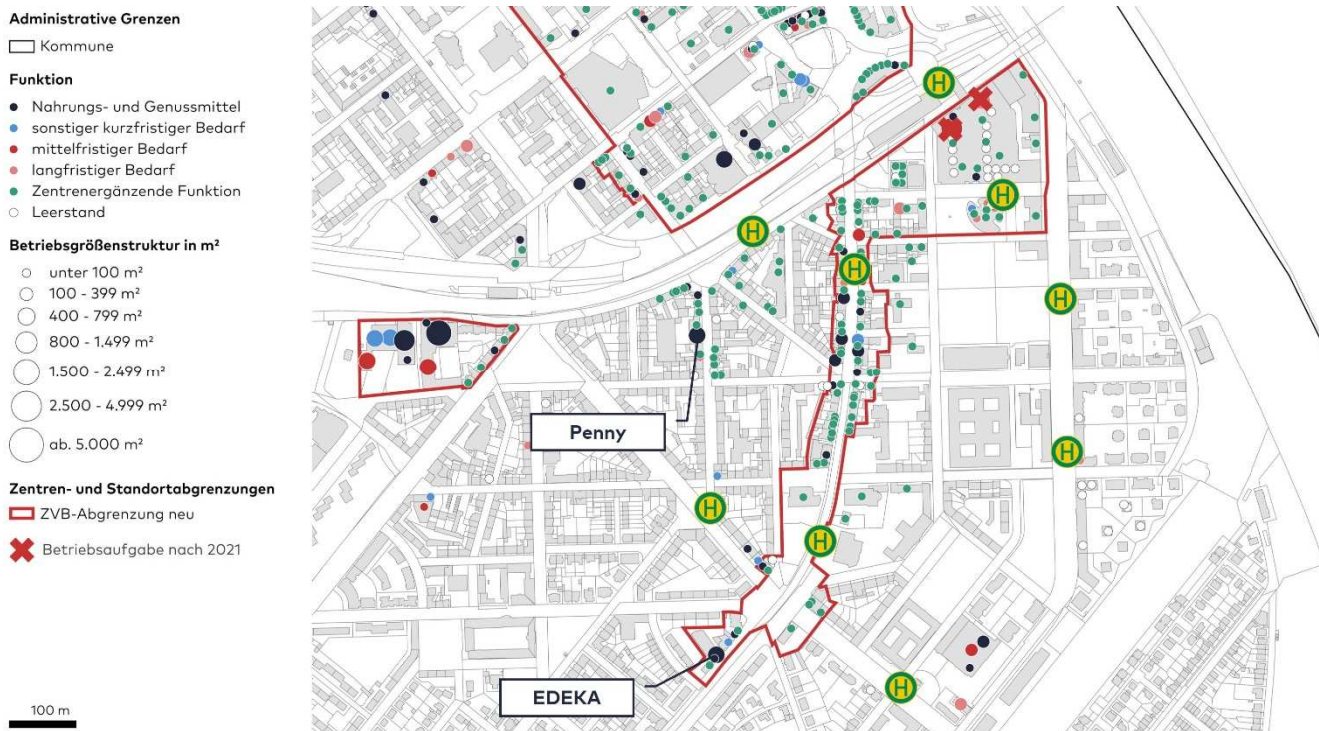 Administrative Grenzen
Kommune
Funktion
Nahrungs- und Genussmittel
sonstiger kurzfristiger Bedarf
mittelfristiger Bedarf
langfristiger Bedarf
Zentrenergänzende Funktion
Leerstand
Betriebsgrößenstruktur in m²
unter 100 m²
100 - 399 m²
400 - 799 m²
800 - 1.499 m²
1.500 - 2.499 m²
2.500 - 4.999 m²
ab. 5.000 m²
Zentren- und Standortabgrenzungen
ZVB-Abgrenzung neu
Betriebsaufgabe nach 2021
100 m
H
H
H
H
H
H
Penny
H
H
H
H
EDEKA